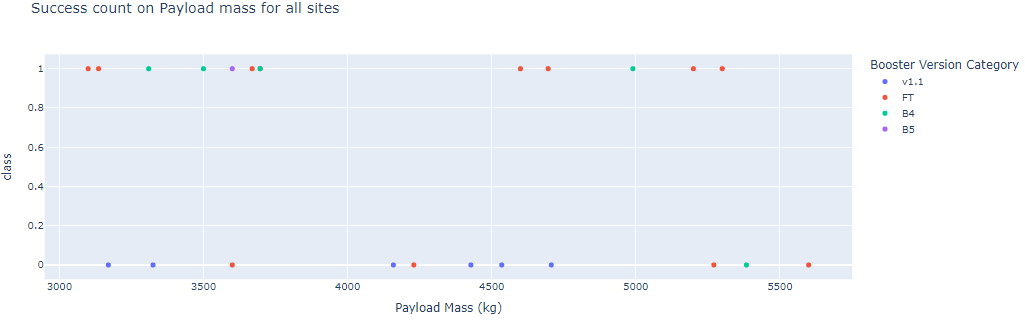 Success count on Payload mass for all sites
Booster Version Category
v1.1
FT
B4
B5
class
1
0.8
0.6
0.4
0.2
0
3000 3500 4000 4500 5000 5500
Payload Mass (kg)